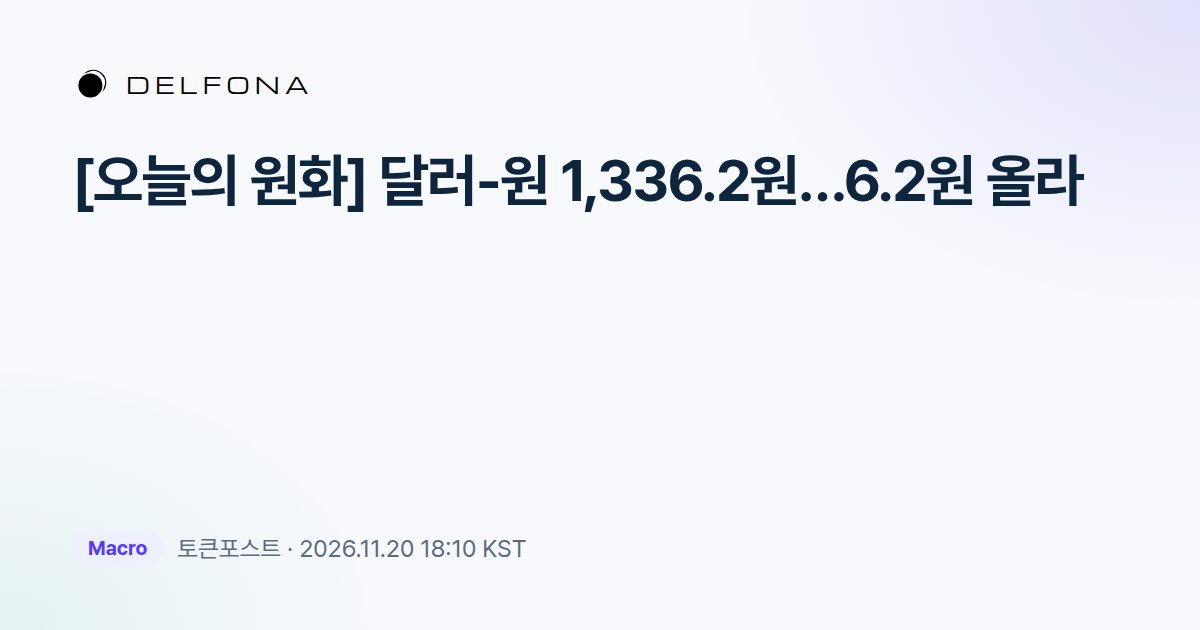 DELFONA
[오늘의 원화] 달러-원 1,336.2원…6.2원 올라
Macro 토큰포스트 · 2026.11.20 18:10 KST